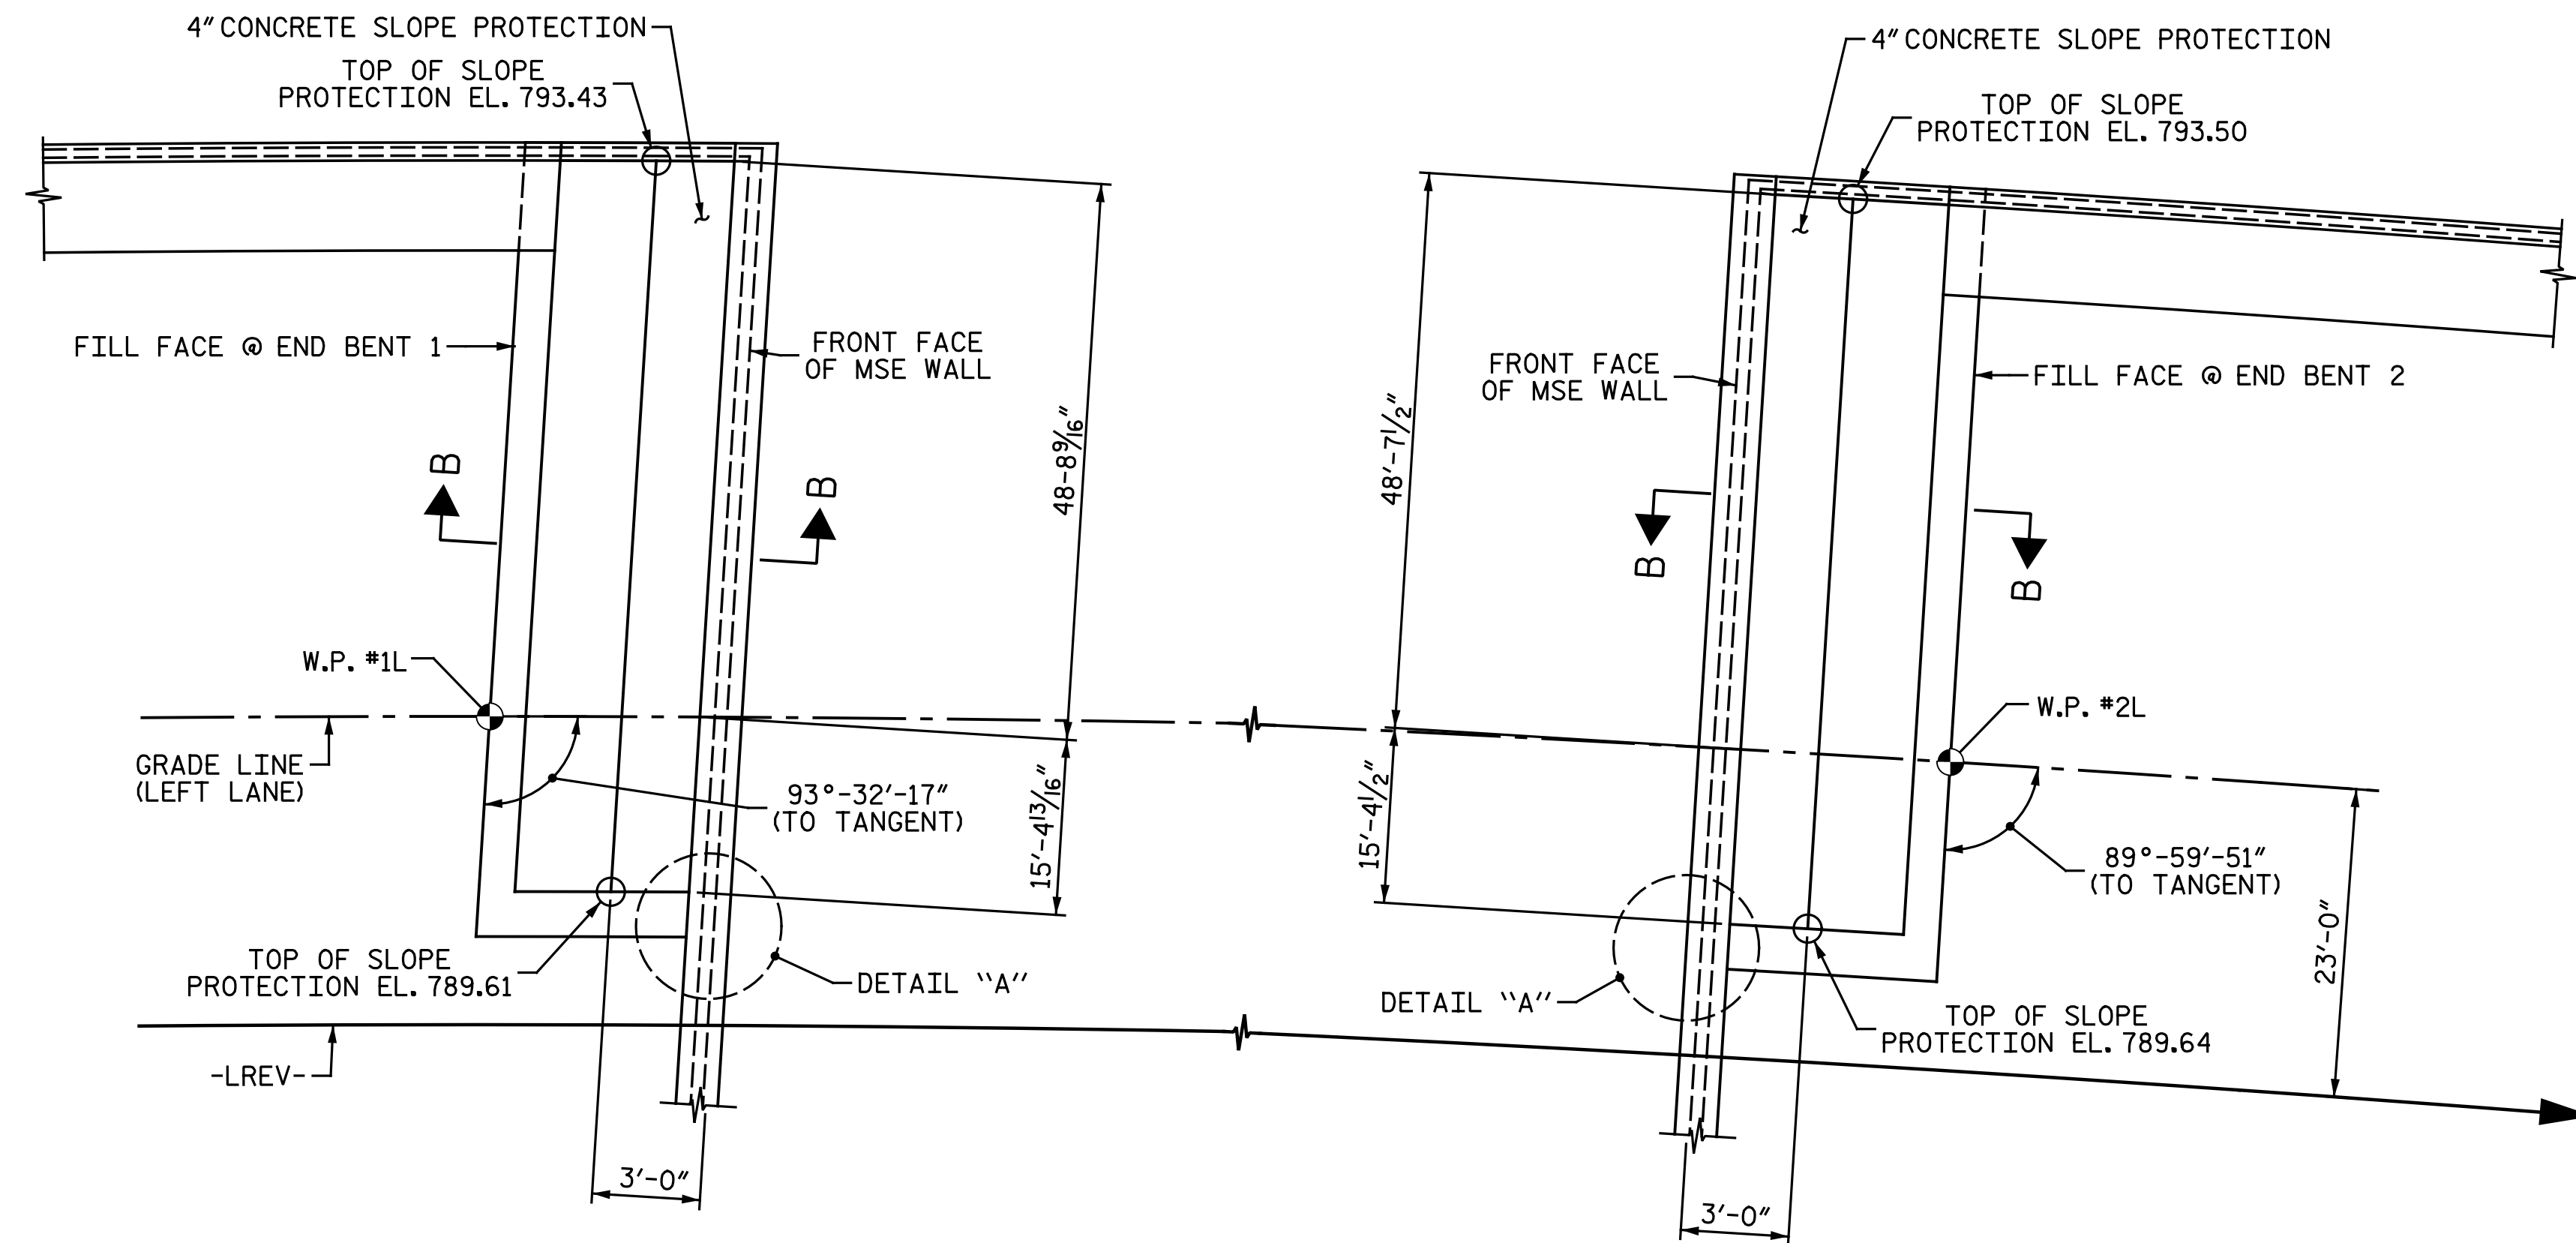 4" CONCRETE SLOPE PROTECTION
TOP OF SLOPE
PROTECTION EL. 793.43
4" CONCRETE SLOPE PROTECTION
TOP OF SLOPE
PROTECTION EL. 793.50
FILL FACE @ END BENT 1
FRONT FACE
OF MSE WALL
FRONT FACE
OF MSE WALL
FILL FACE @ END BENT 2
48-8 9/16"
48'-7 1/2"
B
B
B
B
W.P. #1L
W.P. #2L
GRADE LINE
(LEFT LANE)
93°-32'-17"
(TO TANGENT)
15'-4 13/16"
15'-4 1/2"
89°-59'-51"
(TO TANGENT)
23'-0"
TOP OF SLOPE
PROTECTION EL. 789.61
DETAIL "A"
DETAIL "A"
TOP OF SLOPE
PROTECTION EL. 789.64
-LREV-
3'-0"
3'-0"